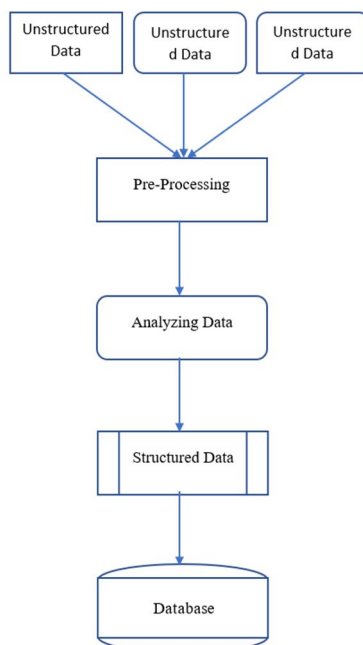 Unstructured
Data
Unstructure
d Data
Unstructure
d Data
Pre-Processing
Analyzing Data
Structured Data
Database